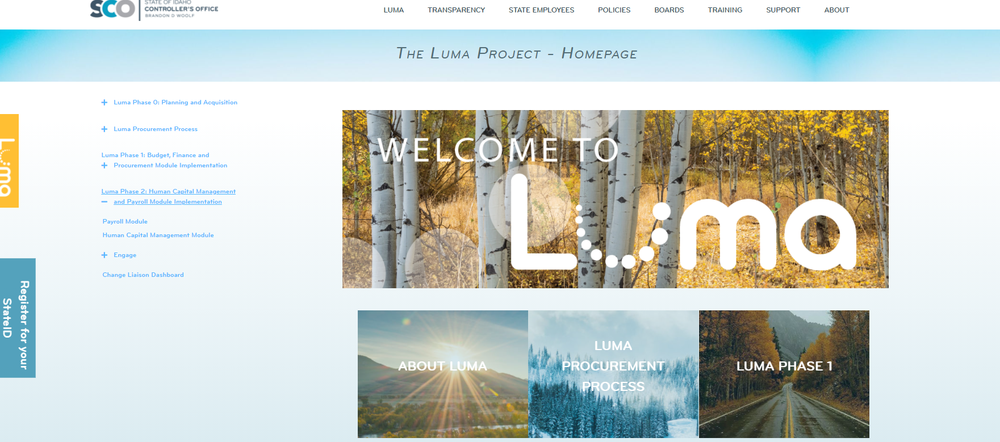 SCO
STATE OF IDAHO
CONTROLLER'S OFFICE
BRANDON D WOOLF
LUMA
TRANSPARENCY
STATE EMPLOYEES
POLICIES
BOARDS
TRAINING
SUPPORT
ABOUT
The Luma Project - Homepage
Luma Phase 0: Planning and Acquisition
Luma Procurement Process
Luma Phase 1: Budget, Finance and
Procurement Module Implementation
Luma Phase 2: Human Capital Management
and Payroll Module Implementation
Payroll Module
Human Capital Management Module
Engage
Change Liaison Dashboard
Luma
Register for your
StateID
WELCOME TO
Luma
ABOUT LUMA
LUMA
PROCUREMENT
PROCESS
LUMA PHASE 1